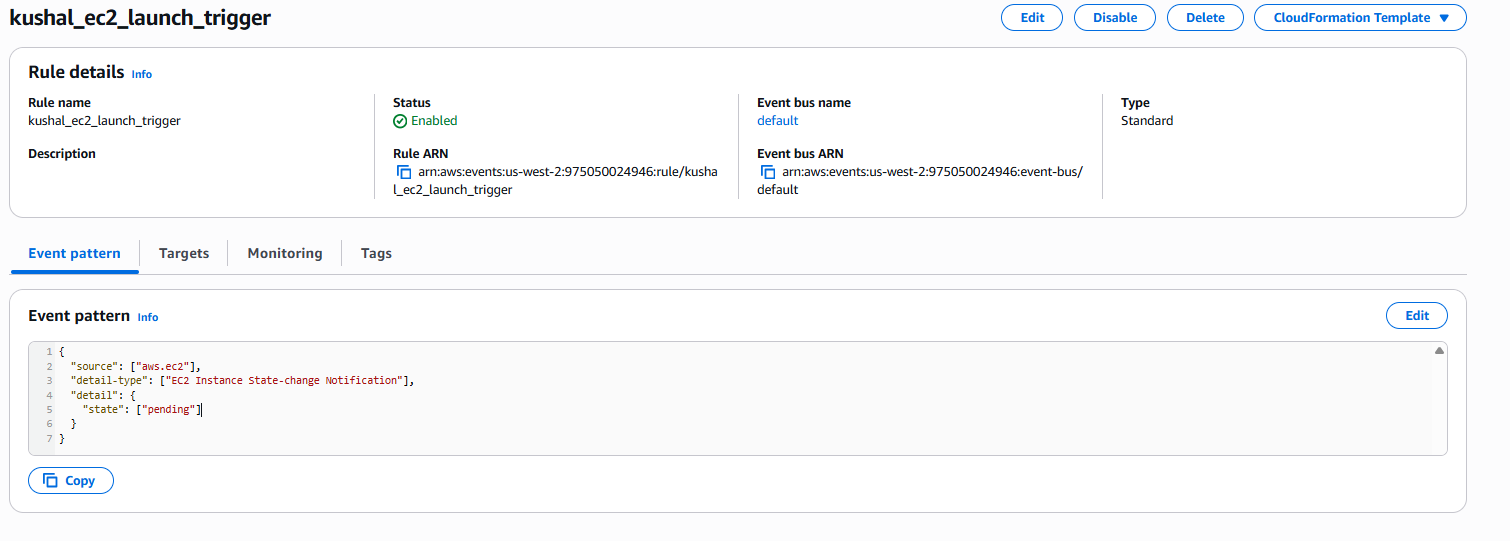 kushal_ec2_launch_trigger
Edit
Disable
Delete
CloudFormation Template
Rule details Info
Rule name
kushal_ec2_launch_trigger
Status
Enabled
Event bus name
default
Type
Standard
Description
Rule ARN
arn:aws:events:us-west-2:975050024946:rule/kusha
l_ec2_launch_trigger
Event bus ARN
arn:aws:events:us-west-2:975050024946:event-bus/
default
Event pattern
Targets
Monitoring
Tags
Event pattern Info
Edit
1 {
2   "source": ["aws.ec2"],
3   "detail-type": ["EC2 Instance State-change Notification"],
4   "detail": {
5     "state": ["pending"]
6   }
7 }
Copy